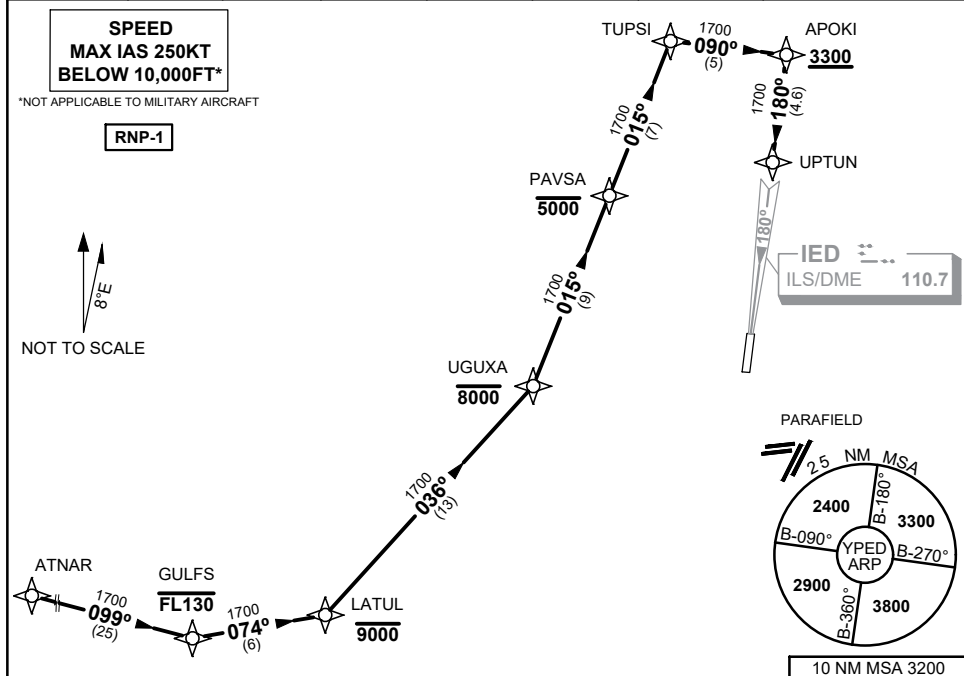 SPEED
MAX IAS 250KT
BELOW 10,000FT*
*NOT APPLICABLE TO MILITARY AIRCRAFT
RNP-1
8°E
NOT TO SCALE
ATNAR
1700
099°
(25)
GULFS
FL130
1700
074°
(6)
LATUL
9000
1700
036°
(13)
UGUXA
8000
1700
015°
(9)
PAVSA
5000
1700
015°
(7)
TUPSI
1700
090°
(5)
APOKI
3300
1700
180°
(4.6)
UPTUN
180°
IED
ILS/DME 110.7
PARAFIELD
25 NM MSA
2400
B-180°
3300
B-090°
YPED
ARP
B-270°
2900
B-360°
3800
10 NM MSA 3200